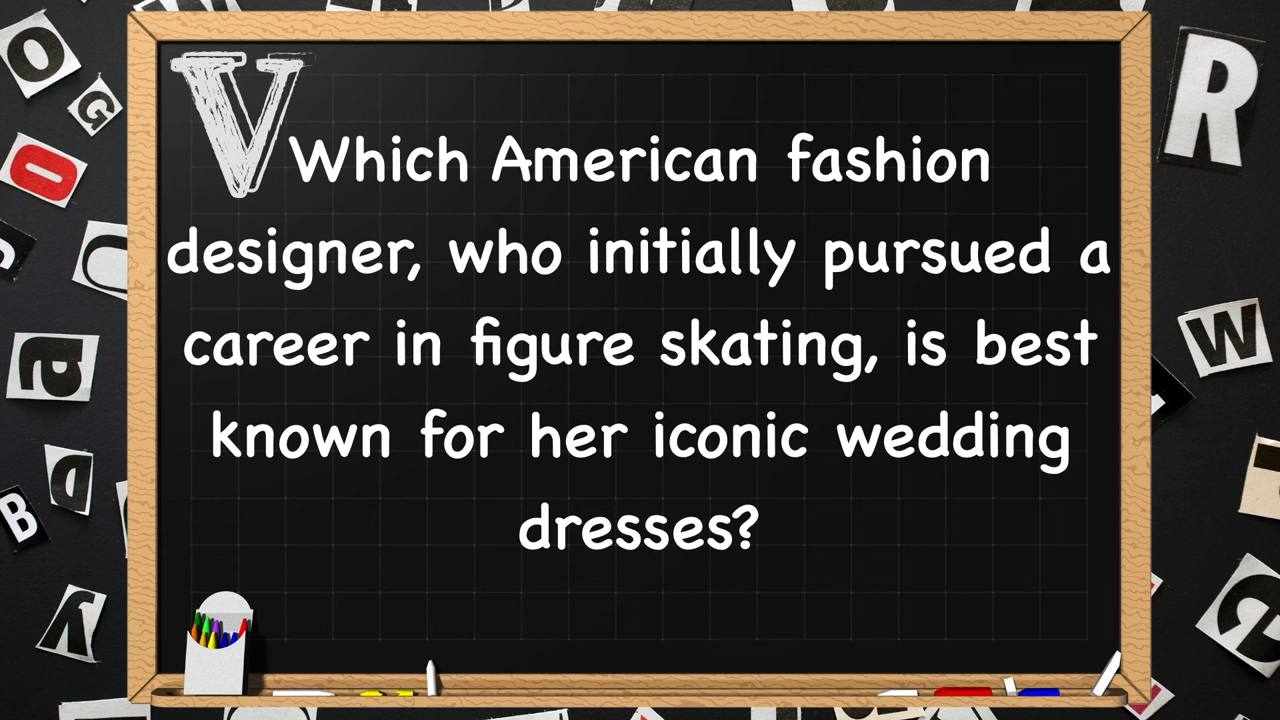 V
Which American fashion
designer, who initially pursued a
career in figure skating, is best
known for her iconic wedding
dresses?
O
G
O
R
a
W
D
B